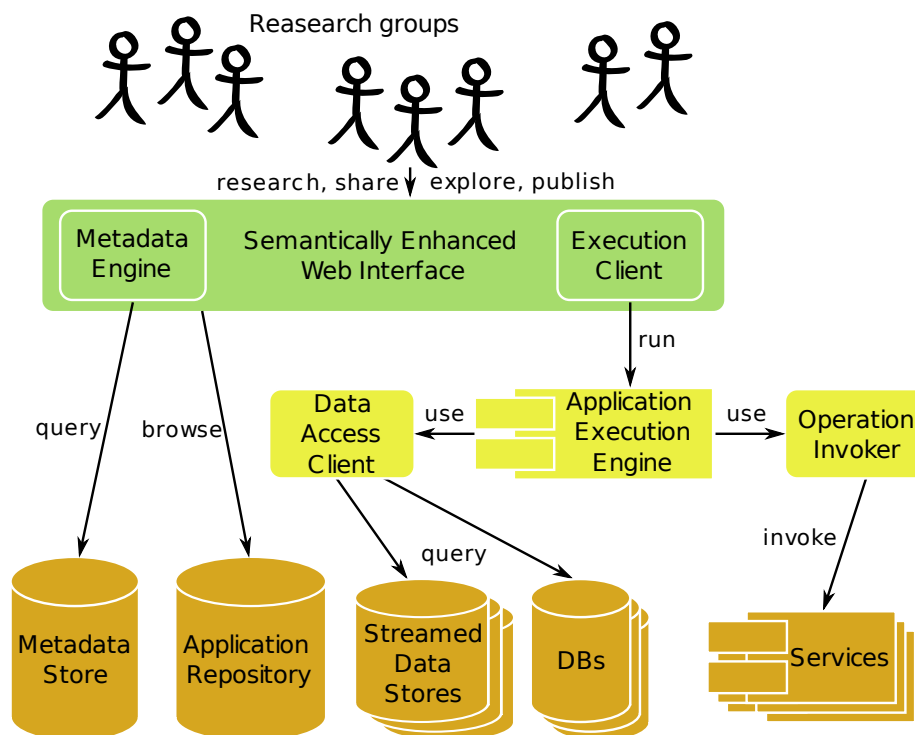 Reasearch groups
research, share
explore, publish
Metadata
Engine
Semantically Enhanced
Web Interface
Execution
Client
run
query
browse
Data
Access
Client
use
Application
Execution
Engine
use
Operation
Invoker
query
invoke
Metadata
Store
Application
Repository
Streamed
Data
Stores
DBs
Services